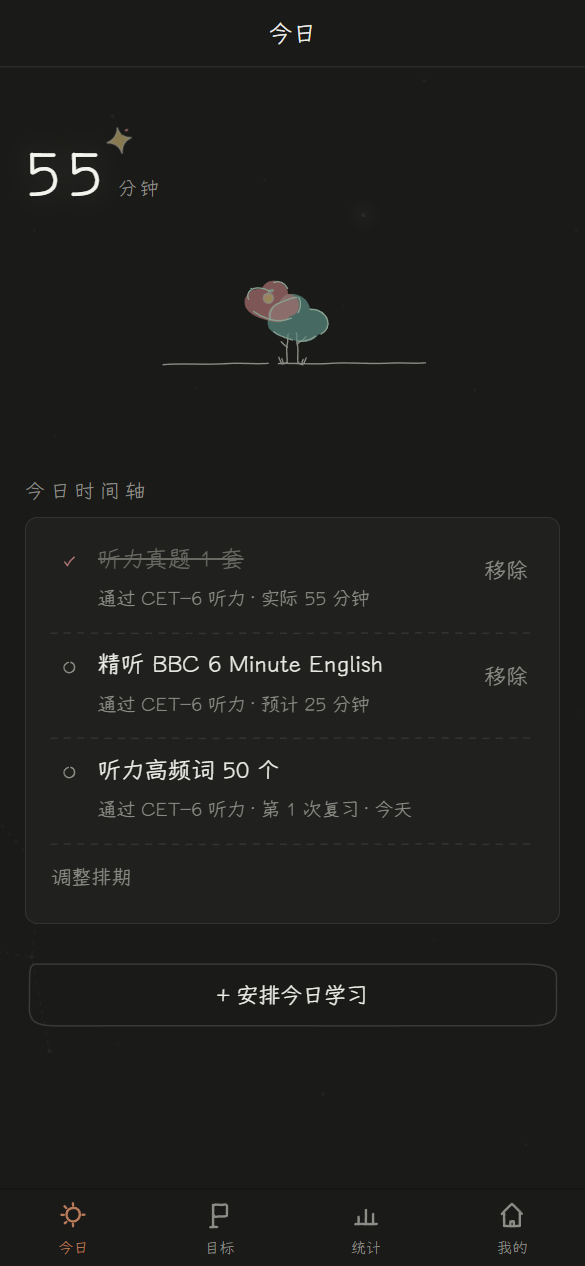 今日
55 分钟
今日时间轴
听力真题 1 套
移除
通过 CET-6 听力 · 实际 55 分钟
精听 BBC 6 Minute English
移除
通过 CET-6 听力 · 预计 25 分钟
听力高频词 50 个
通过 CET-6 听力 · 第 1 次复习 · 今天
调整排期
+ 安排今日学习
今日 目标 统计 我的